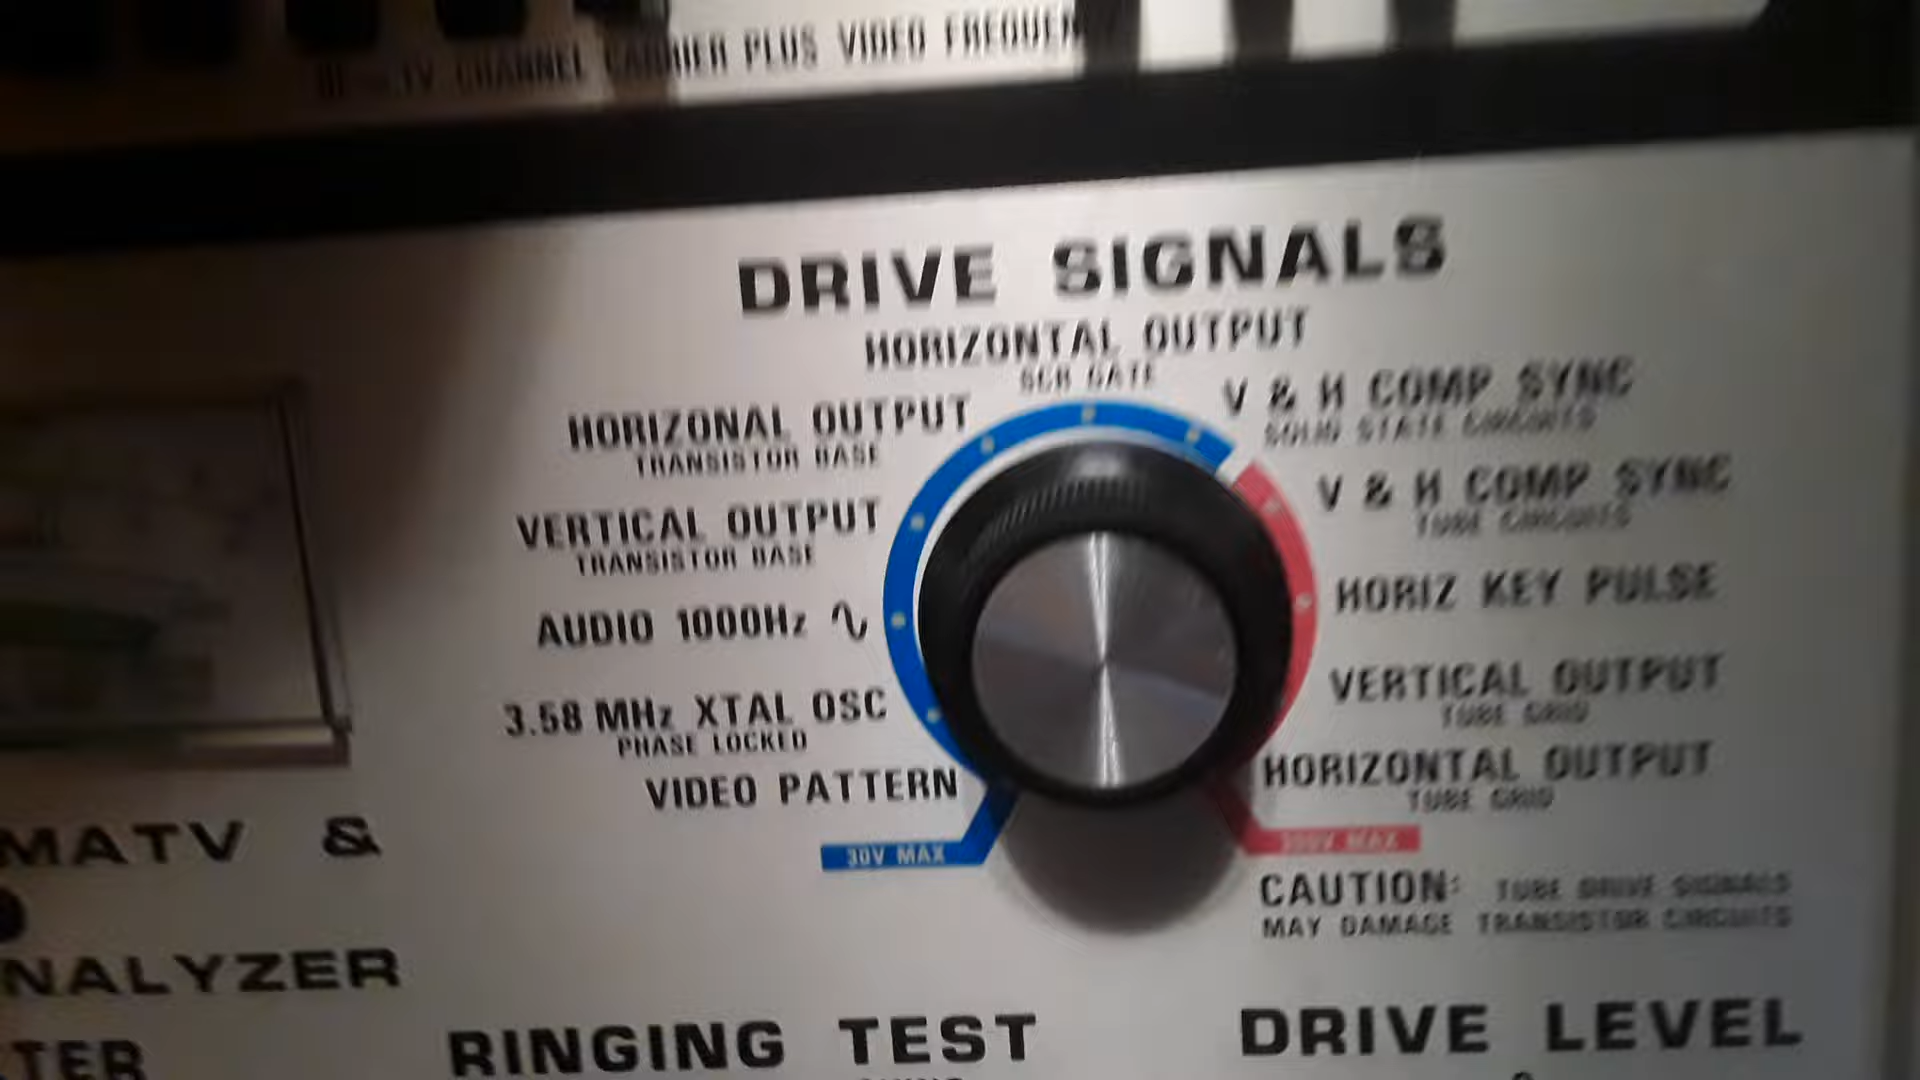 TV CHANNEL CARRIER PLUS VIDEO FREQUEN
DRIVE SIGNALS
HORIZONTAL OUTPUT
SCR GATE
HORIZONAL OUTPUT
TRANSISTOR BASE
V & H COMP SYNC
SOLID STATE CIRCUITS
VERTICAL OUTPUT
TRANSISTOR BASE
V & H COMP SYNC
TUBE CIRCUITS
AUDIO 1000Hz
HORIZ KEY PULSE
3.58 MHz XTAL OSC
PHASE LOCKED
VERTICAL OUTPUT
TUBE GRID
VIDEO PATTERN
HORIZONTAL OUTPUT
TUBE GRID
30V MAX
300V MAX
CAUTION: TUBE DRIVE SIGNALS
MAY DAMAGE TRANSISTOR CIRCUITS
MATV &
NALYZER
TER
RINGING TEST
DRIVE LEVEL